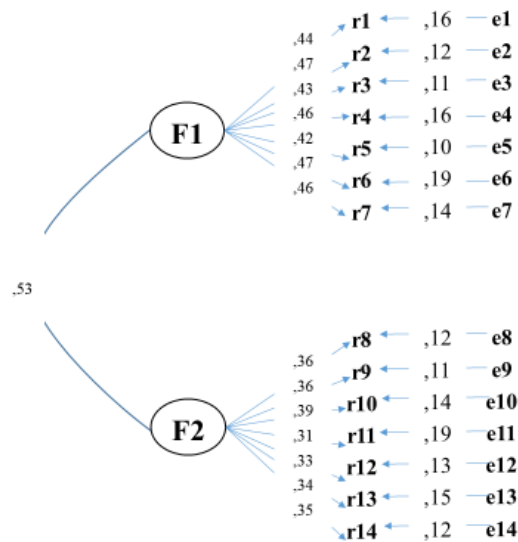 r1 ,16 e1
,44
r2 ,12 e2
,47
r3 ,11 e3
,43
r4 ,16 e4
,46
F1
r5 ,10 e5
,42
r6 ,19 e6
,47
,46
r7 ,14 e7
,53
r8 ,12 e8
,36
r9 ,11 e9
,36
r10 ,14 e10
,39
F2
r11 ,19 e11
,31
r12 ,13 e12
,33
,34
r13 ,15 e13
,35
r14 ,12 e14